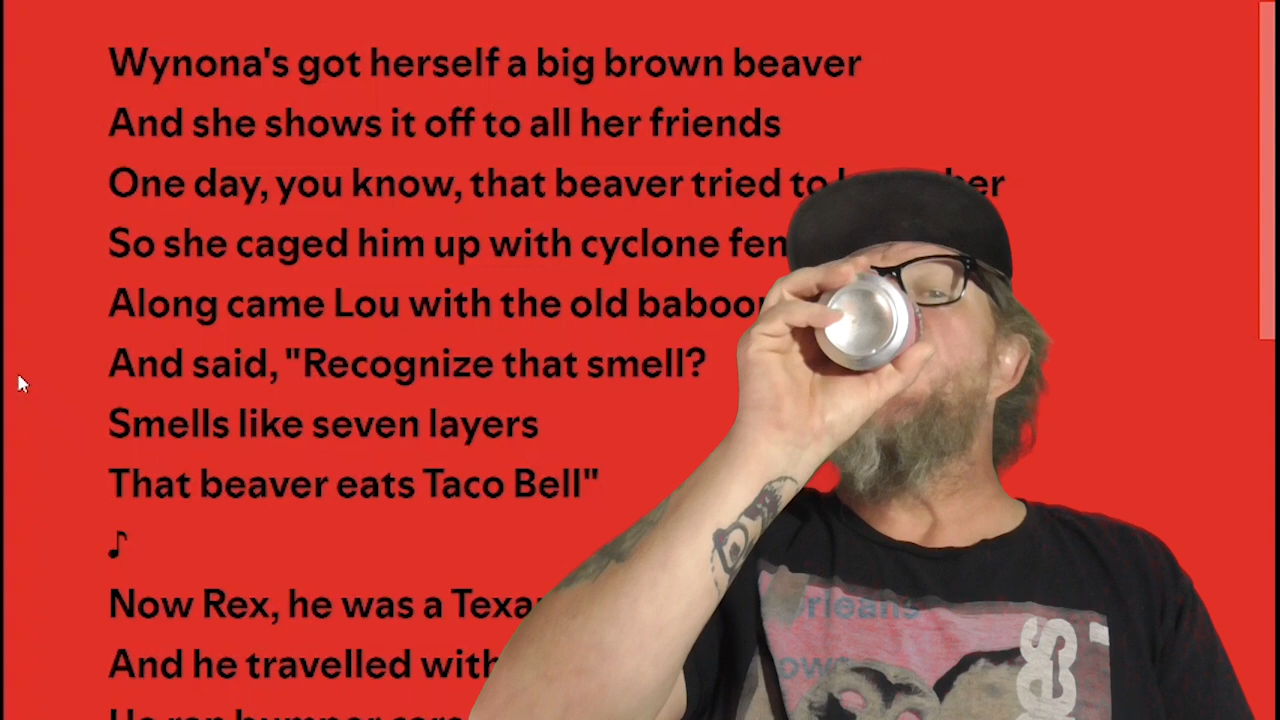 Wynona's got herself a big brown beaver
And she shows it off to all her friends
One day, you know, that beaver tried to her
So she caged him up with cyclone
Along came Lou with the old
And said, "Recognize that smell?
Smells like seven layers
That beaver eats Taco Bell"
♪
Now Rex, he was a
And he travelled with